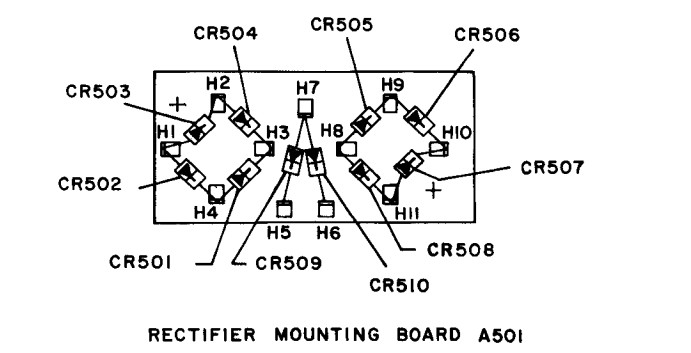 CR504
CR505
CR506
CR503
+
H2
H7
H9
H1
H3
H8
H10
CR502
CR507
+
H4
H5
H6
H11
CR501
CR509
CR508
CR510
RECTIFIER MOUNTING BOARD A501